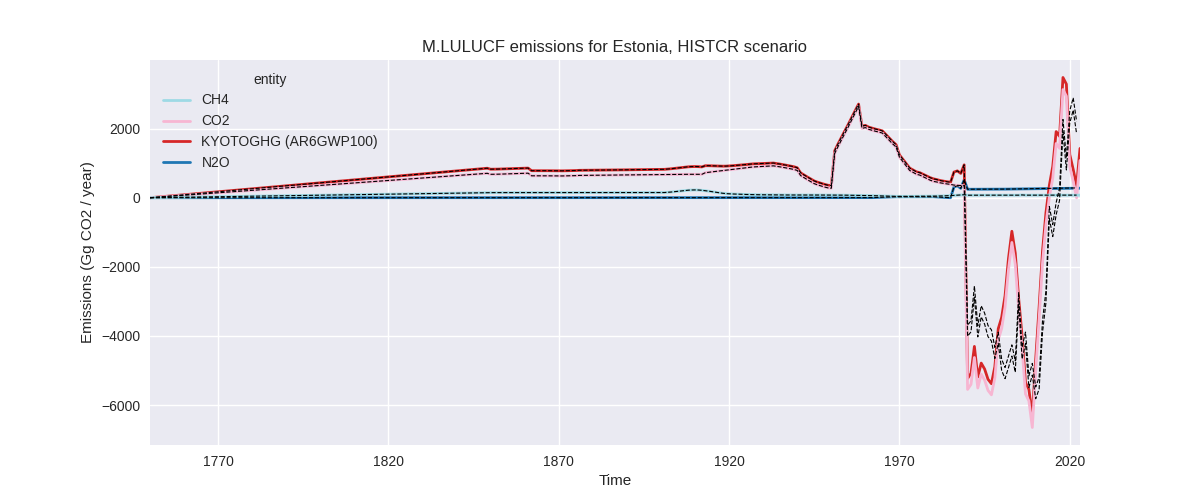 M.LULUCF emissions for Estonia, HISTCR scenario
entity
CH4
CO2
KYOTOGHG (AR6GWP100)
N2O
Emissions (Gg CO2 / year)
2000
0
−2000
−4000
−6000
1770
1820
1870
1920
1970
2020
Time